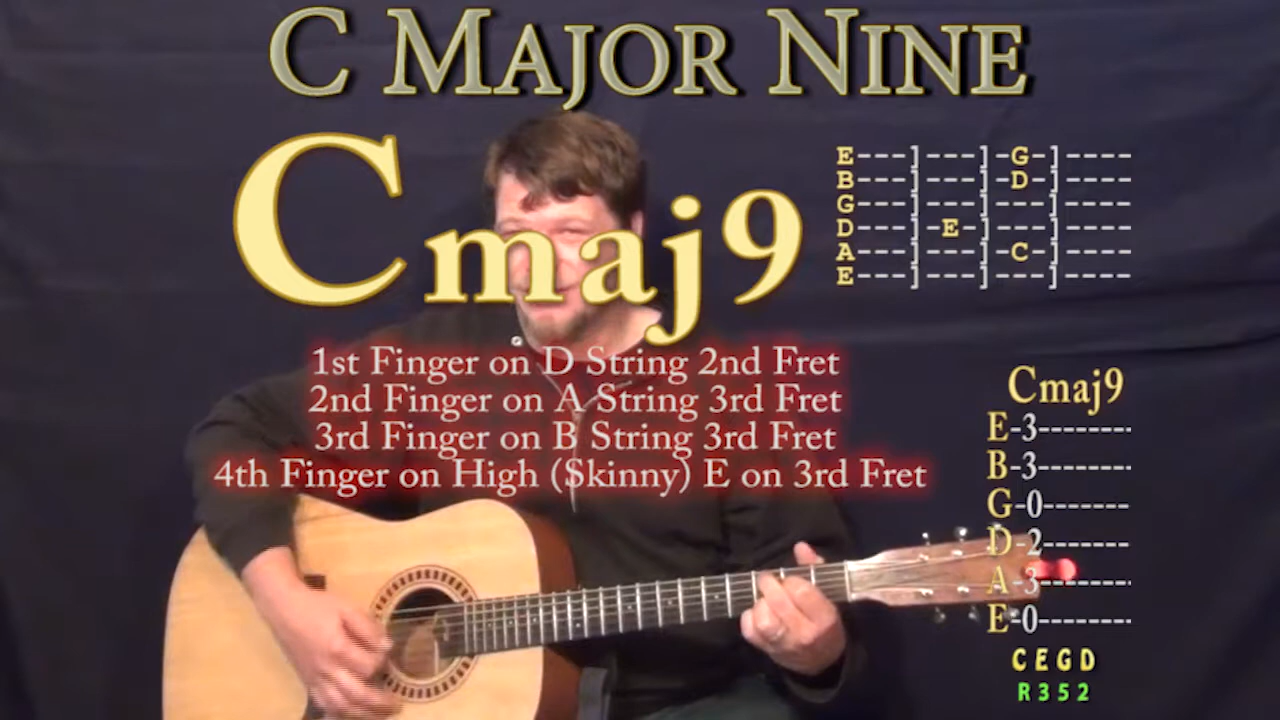 C Major Nine
Cmaj9
E---]---]-G-]----
B---]---]-D-]----
G---]---]---]----
D---]-E-]---]----
A---]---]-C-]----
E---]---]---]----
1st Finger on D String 2nd Fret
2nd Finger on A String 3rd Fret
3rd Finger on B String 3rd Fret
4th Finger on High (Skinny) E on 3rd Fret
Cmaj9
E-3--------
B-3--------
G-0-------
D-2-------
A-3--------
E-0--------
C E G D
R 3 5 2